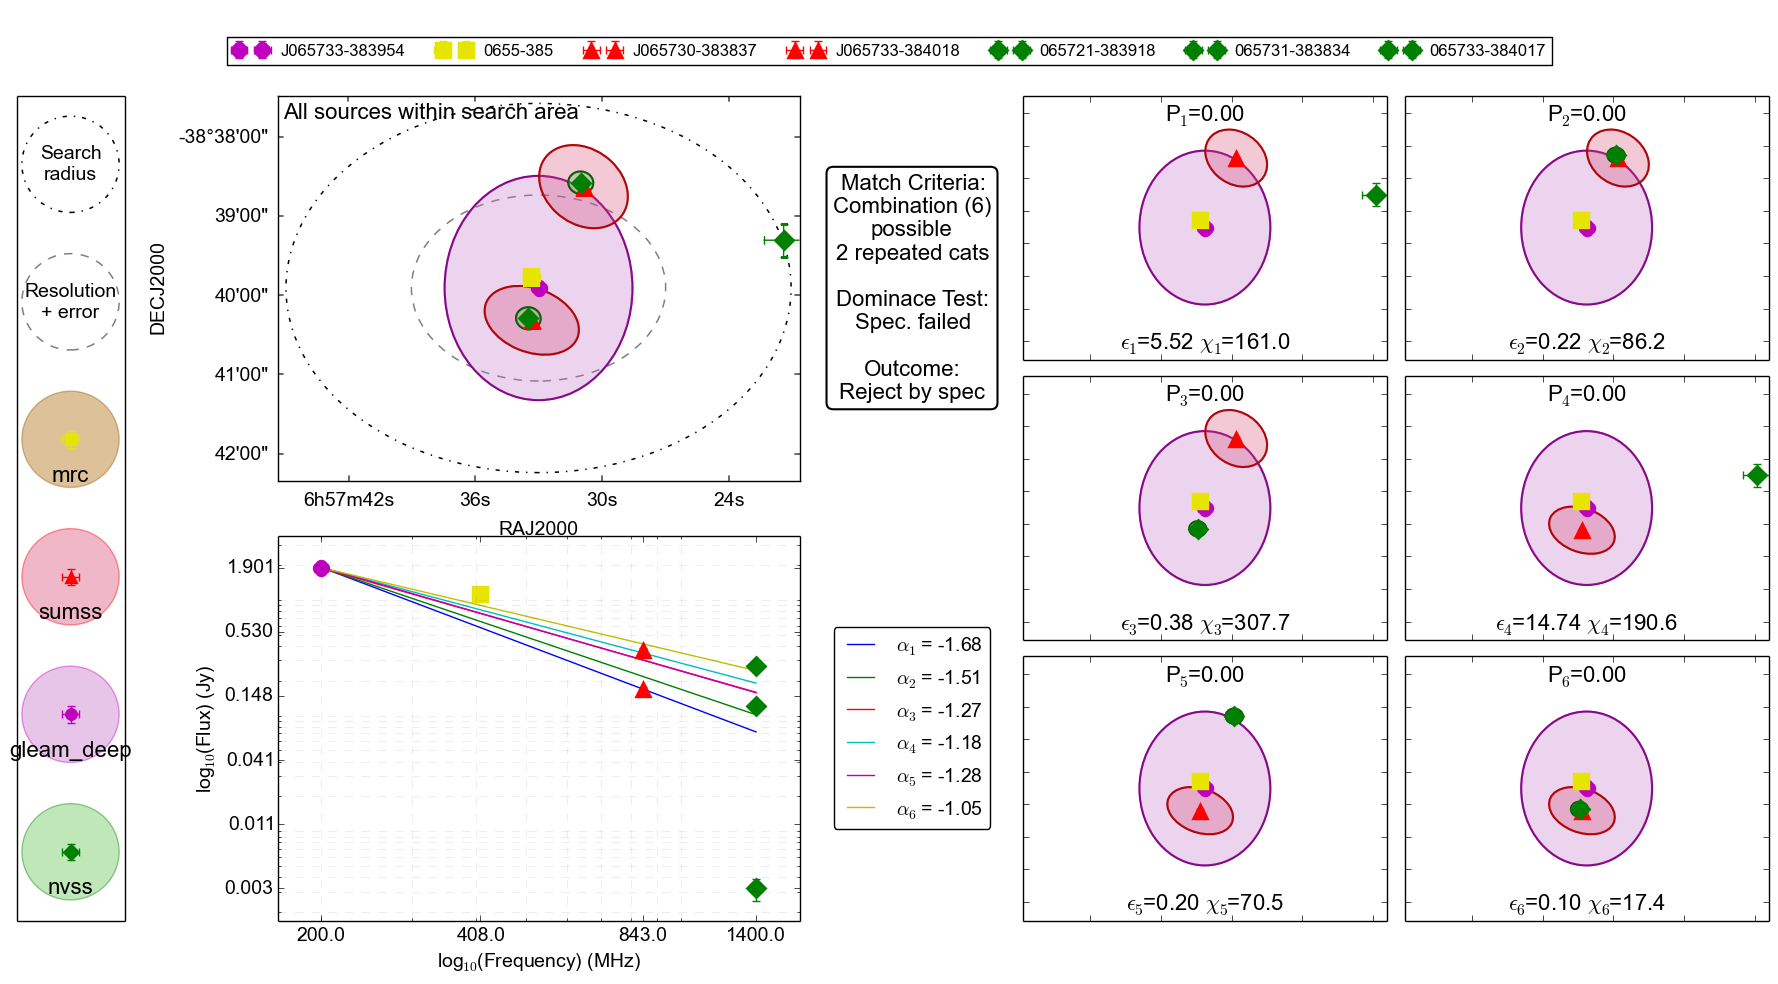 J065733-383954 0655-385 J065730-383837 J065733-384018 065721-383918 065731-383834 065733-384017
Search
radius
Resolution
+ error
mrc
sumss
gleam_deep
nvss
All sources within search area
DECJ2000
-38°38'00"
39'00"
40'00"
41'00"
42'00"
6h57m42s 36s 30s 24s
RAJ2000
log10(Flux) (Jy)
1.901
0.530
0.148
0.041
0.011
0.003
200.0 408.0 843.0 1400.0
log10(Frequency) (MHz)
Match Criteria:
Combination (6)
possible
2 repeated cats
Dominace Test:
Spec. failed
Outcome:
Reject by spec
α1 = -1.68
α2 = -1.51
α3 = -1.27
α4 = -1.18
α5 = -1.28
α6 = -1.05
P1=0.00
ϵ1=5.52 χ1=161.0
P2=0.00
ϵ2=0.22 χ2=86.2
P3=0.00
ϵ3=0.38 χ3=307.7
P4=0.00
ϵ4=14.74 χ4=190.6
P5=0.00
ϵ5=0.20 χ5=70.5
P6=0.00
ϵ6=0.10 χ6=17.4